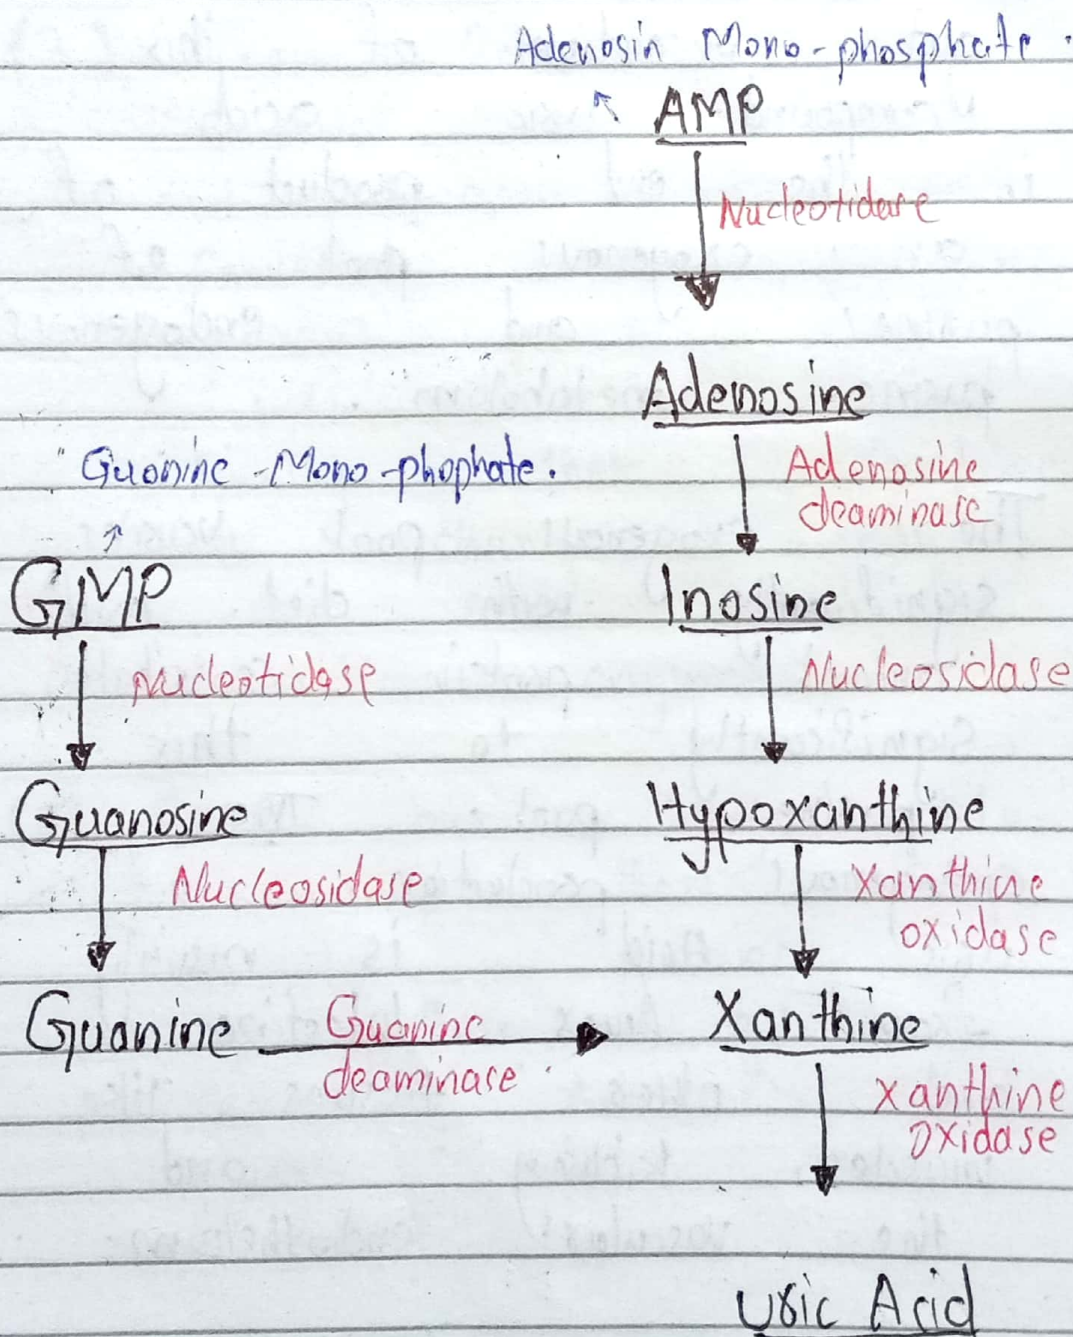 Adenosin Mono-phosphate.
AMP
Nucleotidase
Adenosine
Adenosine
deaminase
"Guanine-Mono-phophate.
GMP
Inosine
Nucleotidase
Nucleosidase
Guanosine
Hypoxanthine
Nucleosidase
Xanthine
oxidase
Guanine
Guanine
deaminase
Xanthine
xanthine
oxidase
Uric Acid